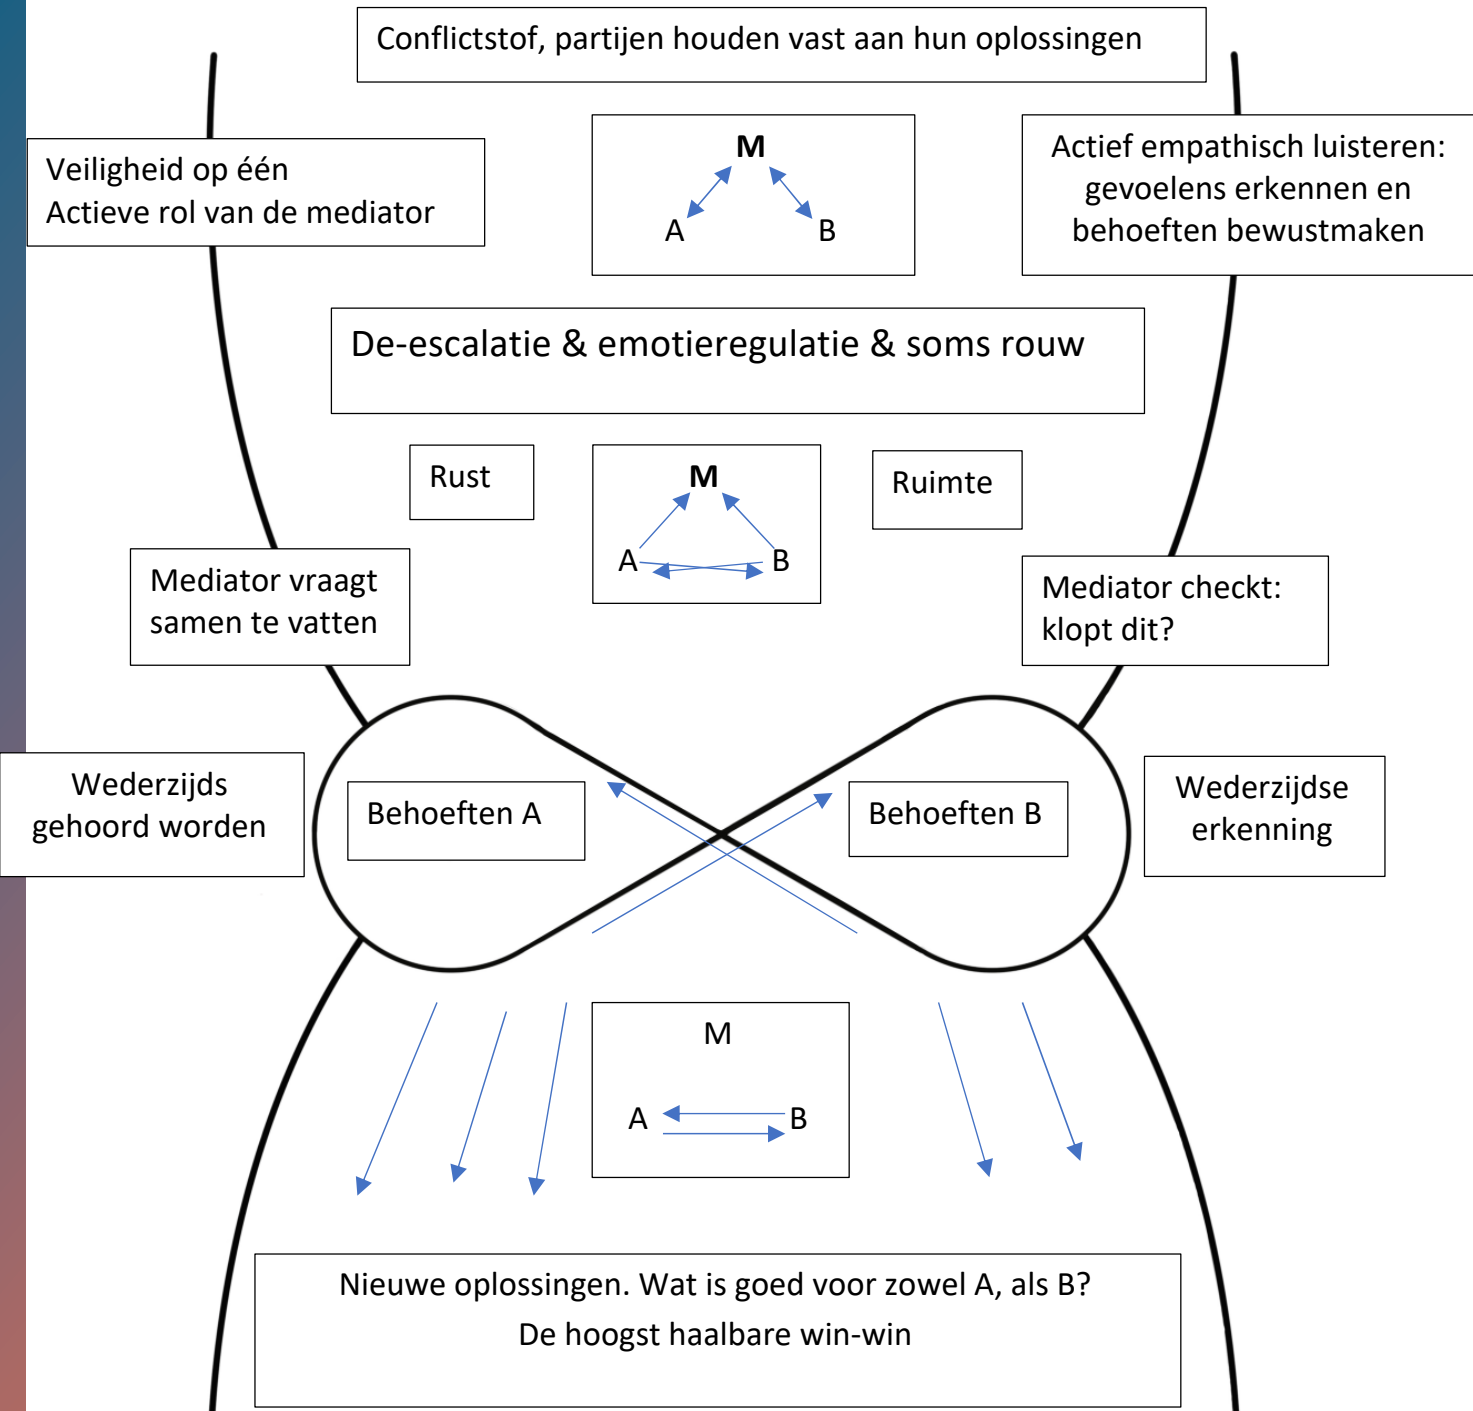 Conflictstof, partijen houden vast aan hun oplossingen
Veiligheid op één
Actieve rol van de mediator
M
A
B
Actief empathisch luisteren:
gevoelens erkennen en
behoeften bewustmaken
De-escalatie & emotieregulatie & soms rouw
Rust
M
A
B
Ruimte
Mediator vraagt
samen te vatten
Mediator checkt:
klopt dit?
Wederzijds
gehoord worden
Behoeften A
Behoeften B
Wederzijdse
erkenning
M
A
B
Nieuwe oplossingen. Wat is goed voor zowel A, als B?
De hoogst haalbare win-win